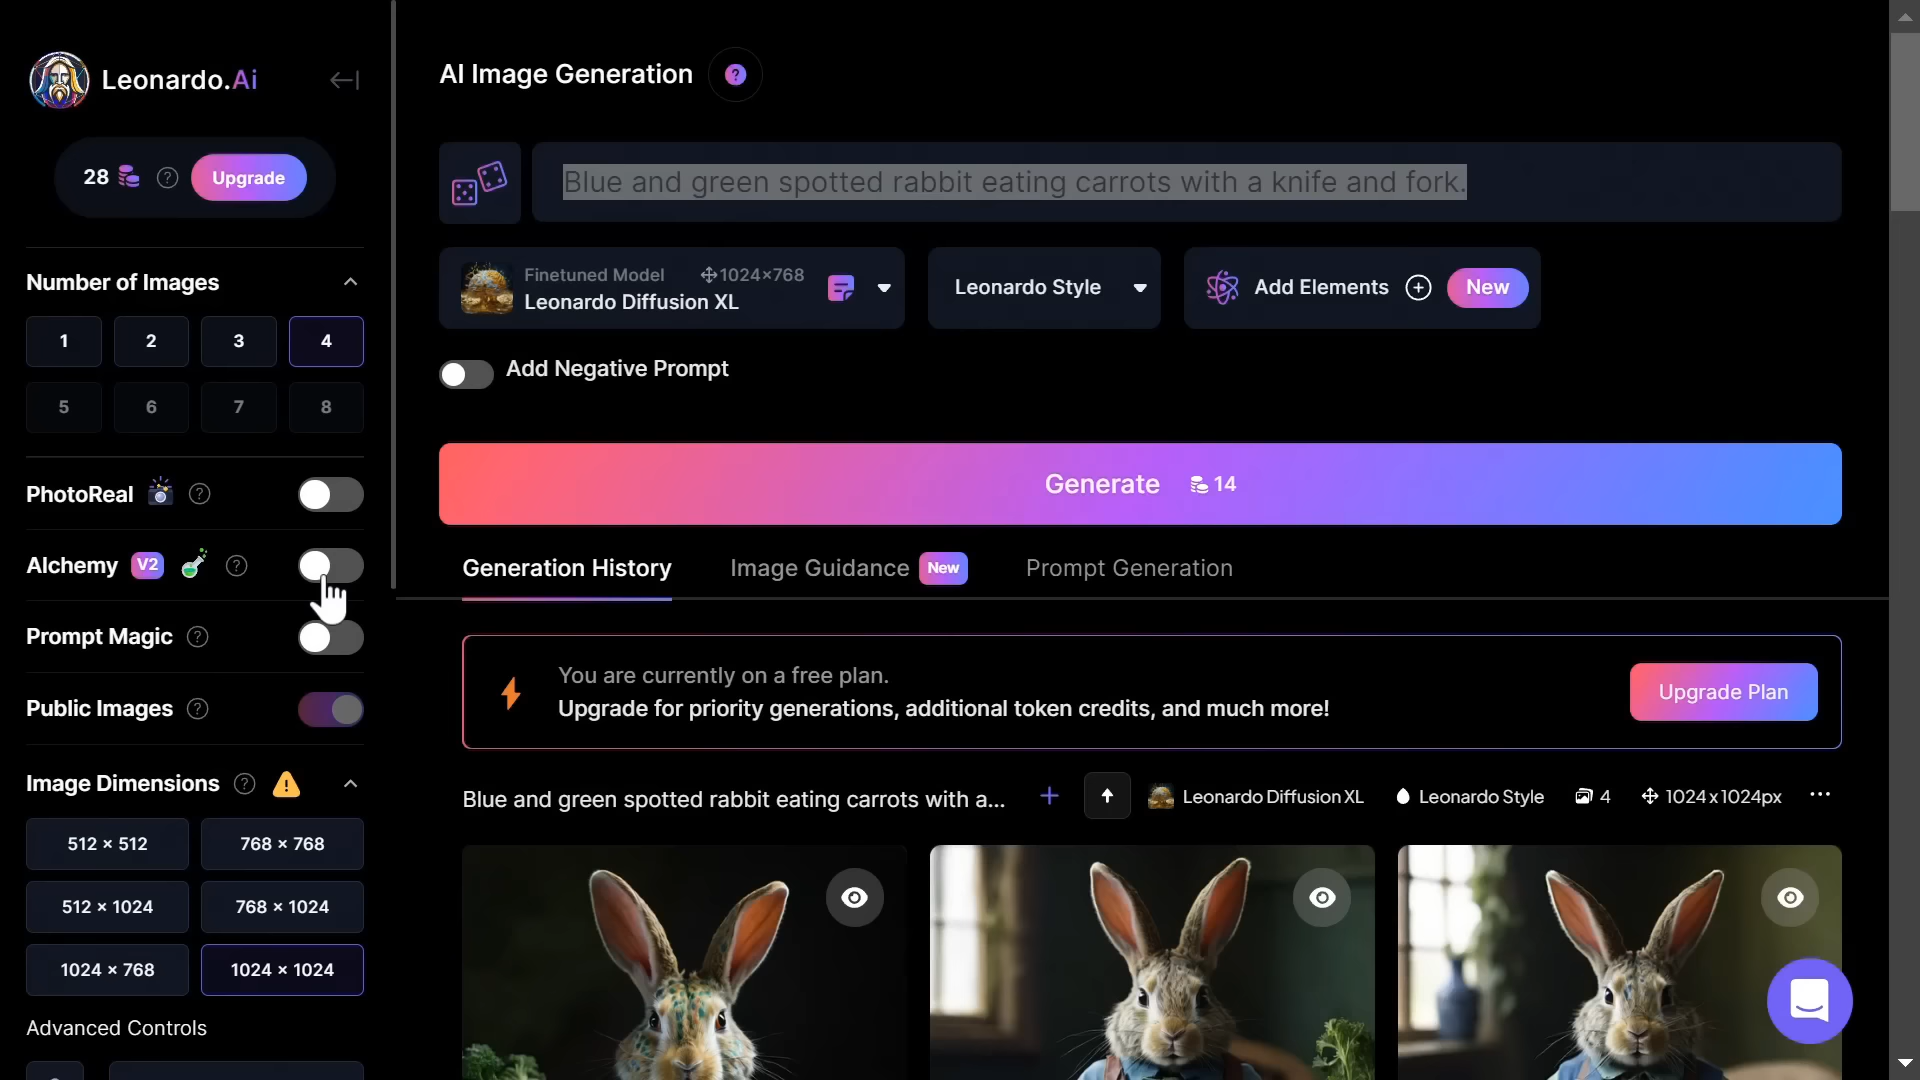 Leonardo.Ai
28
Upgrade
Number of Images
1 2 3 4
5 6 7 8
PhotoReal
Alchemy V2
Prompt Magic
Public Images
Image Dimensions
512 × 512 768 × 768
512 × 1024 768 × 1024
1024 × 768 1024 × 1024
Advanced Controls
AI Image Generation
Blue and green spotted rabbit eating carrots with a knife and fork.
Finetuned Model 1024×768
Leonardo Diffusion XL
Leonardo Style
Add Elements New
Add Negative Prompt
Generate 14
Generation History Image Guidance New Prompt Generation
You are currently on a free plan.
Upgrade for priority generations, additional token credits, and much more!
Upgrade Plan
Blue and green spotted rabbit eating carrots with a... Leonardo Diffusion XL Leonardo Style 4 1024x1024px